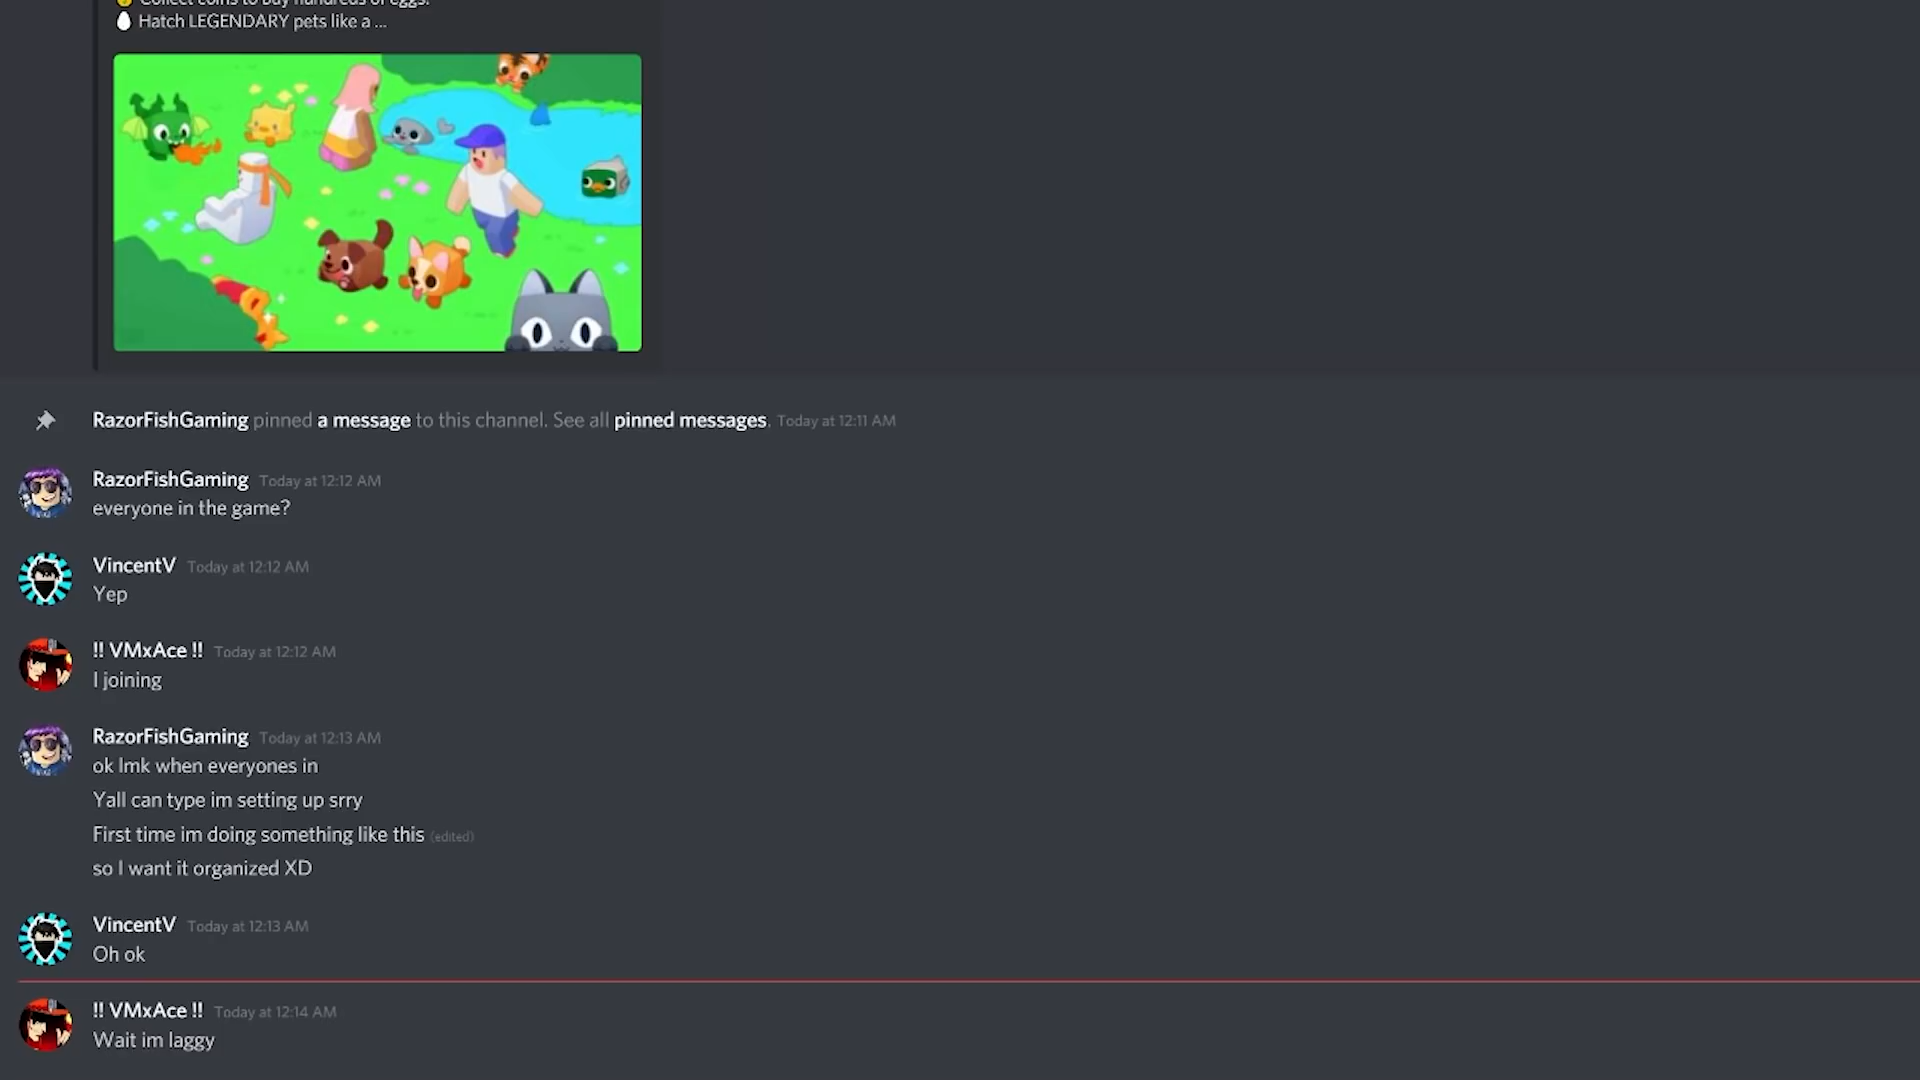 Collect coins to buy hundreds of eggs!
Hatch LEGENDARY pets like a ...
RazorFishGaming pinned a message to this channel. See all pinned messages. Today at 12:11 AM
RazorFishGaming Today at 12:12 AM
everyone in the game?
VincentV Today at 12:12 AM
Yep
!! VMxAce !! Today at 12:12 AM
I joining
RazorFishGaming Today at 12:13 AM
ok lmk when everyones in
Yall can type im setting up srry
First time im doing something like this (edited)
so I want it organized XD
VincentV Today at 12:13 AM
Oh ok
!! VMxAce !! Today at 12:14 AM
Wait im laggy